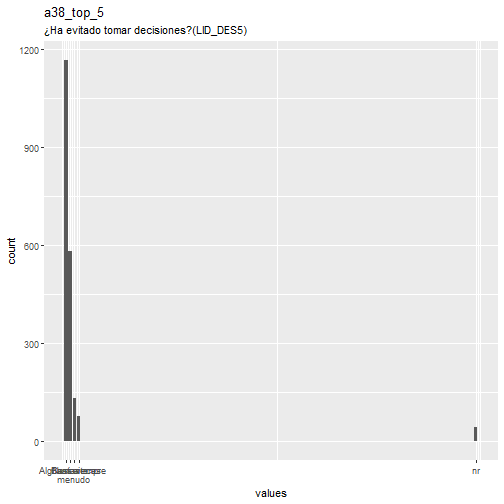 a38_top_5
¿Ha evitado tomar decisiones?(LID_DES5)
1200
900
600
300
0
nr
menudo
values
count